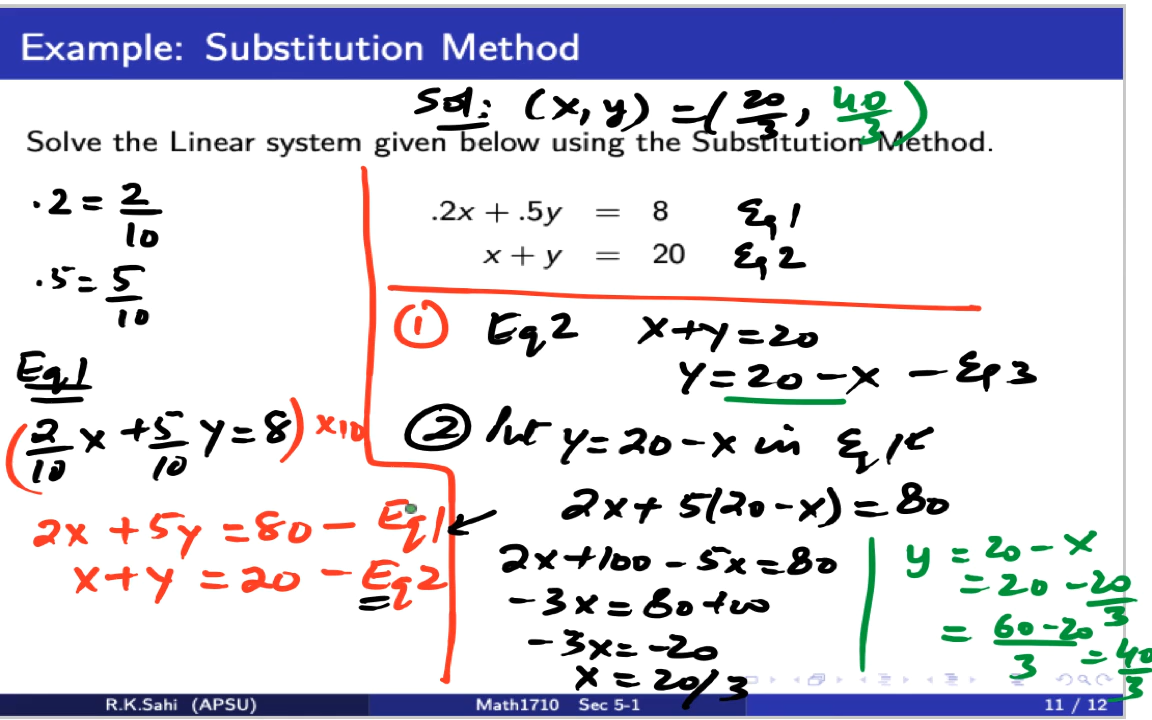 Example: Substitution Method
Sol: (x, y) = (20/3, 40/3)
Solve the Linear system given below using the Substitution Method.
.2x + .5y = 8 Eq1
x + y = 20 Eq2
.2 = 2/10
.5 = 5/10
Eq1
(2/10 x + 5/10 y = 8) ×10
2x + 5y = 80 - Eq1
x + y = 20 - Eq2
① Eq2 x + y = 20
y = 20 - x - Eq3
② Put y = 20 - x in Eq1
2x + 5(20 - x) = 80
2x + 100 - 5x = 80
-3x = 80
-3x = -20
x = 20/3
y = 20 - x
= 20 - 20/3
= 60 - 20/3 = 40/3
R.K.Sahi (APSU) Math1710 Sec 5-1 11 / 12